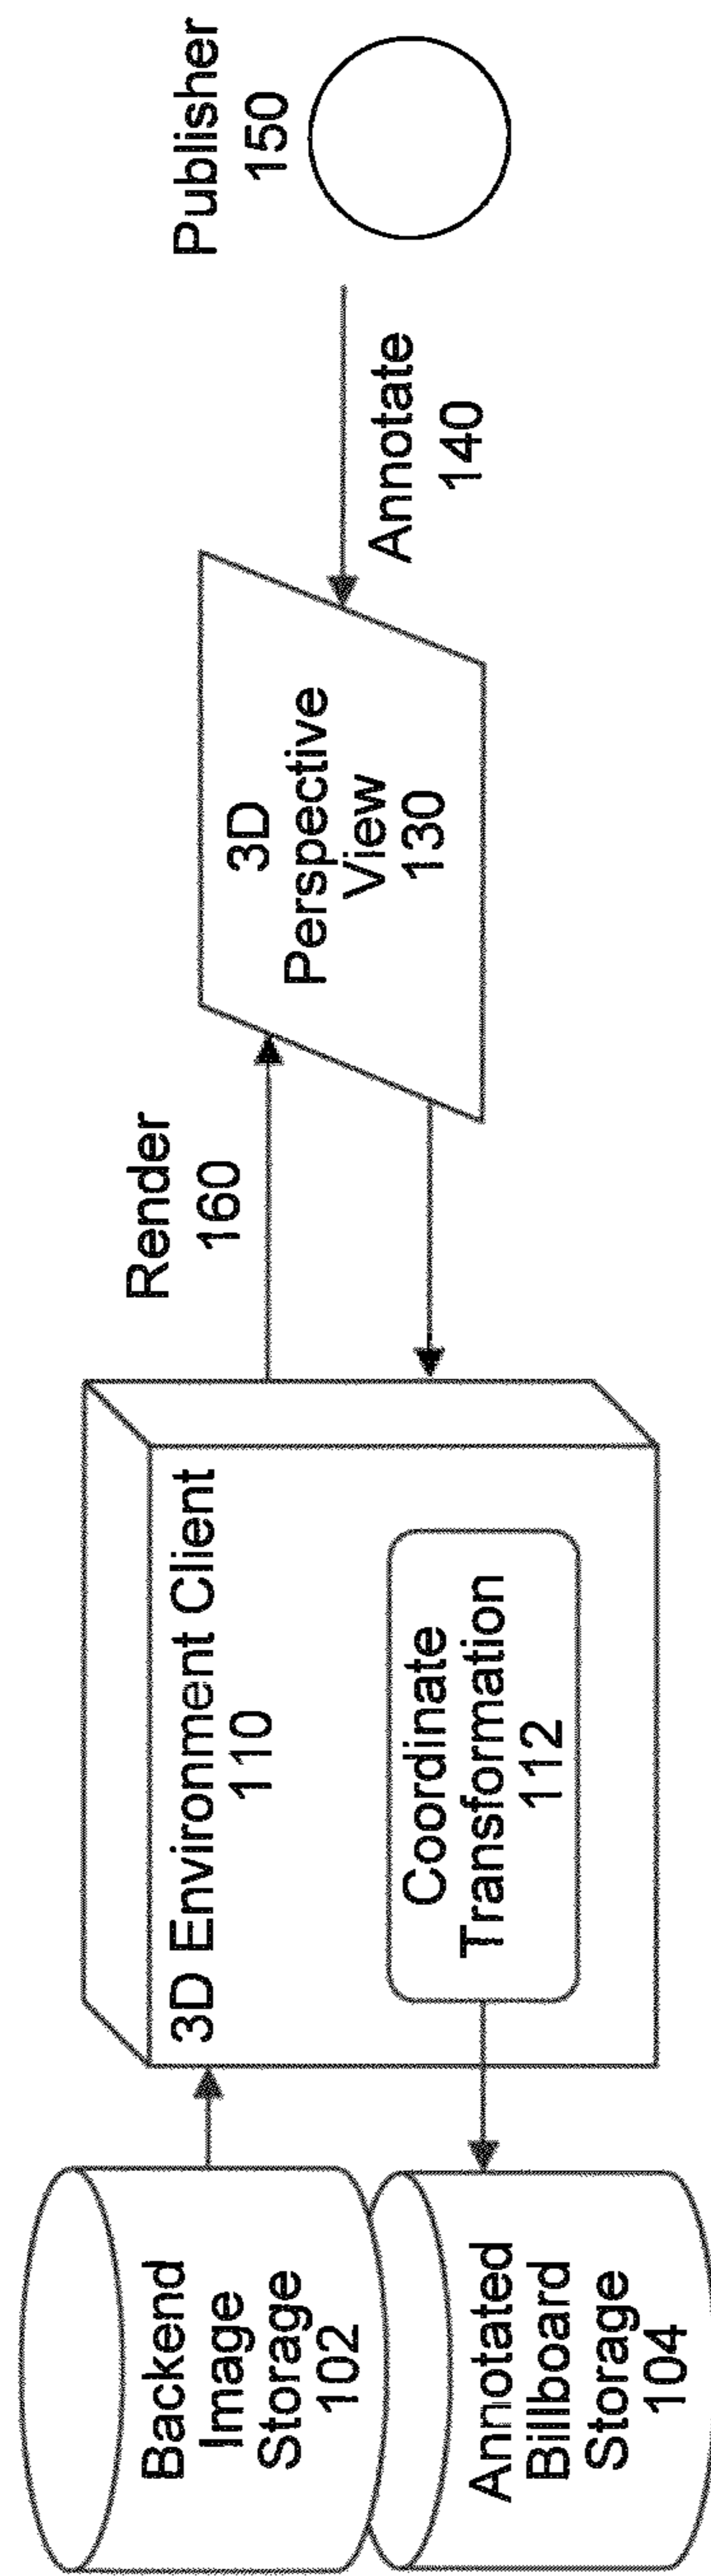 Backend
Image
Storage
102
Annotated
Billboard
Storage
104
3D Environment Client
110
Coordinate
Transformation
112
Render
160
3D
Perspective
View
130
Annotate
140
Publisher
150